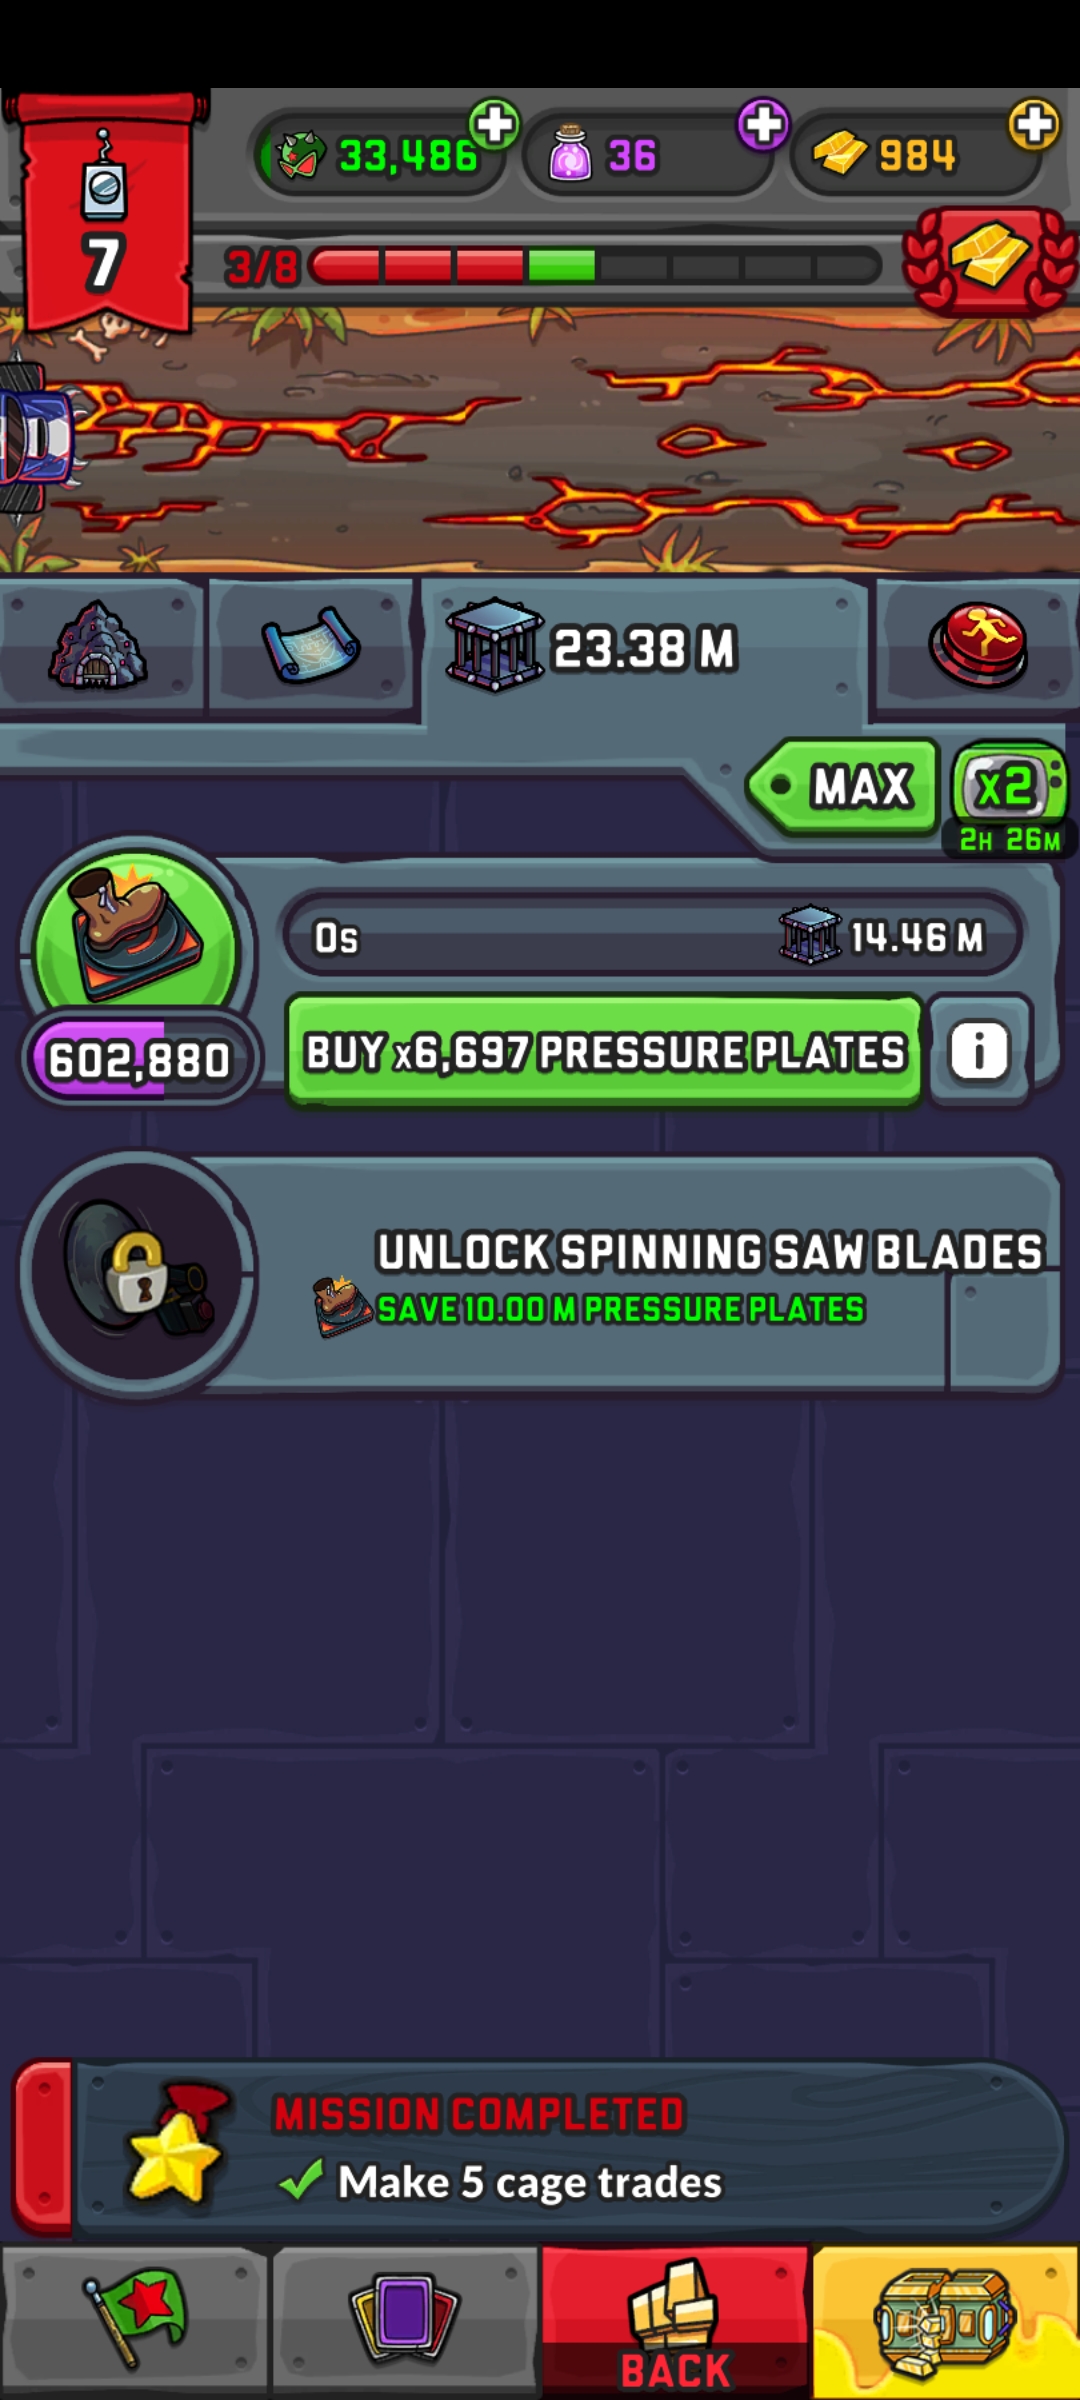 33,486
36
984
7
3/8
23.38 M
MAX
x2
2H 26M
0s
14.46 M
602,880
BUY x6,697 PRESSURE PLATES
i
UNLOCK SPINNING SAW BLADES
SAVE 10.00 M PRESSURE PLATES
MISSION COMPLETED
Make 5 cage trades
BACK